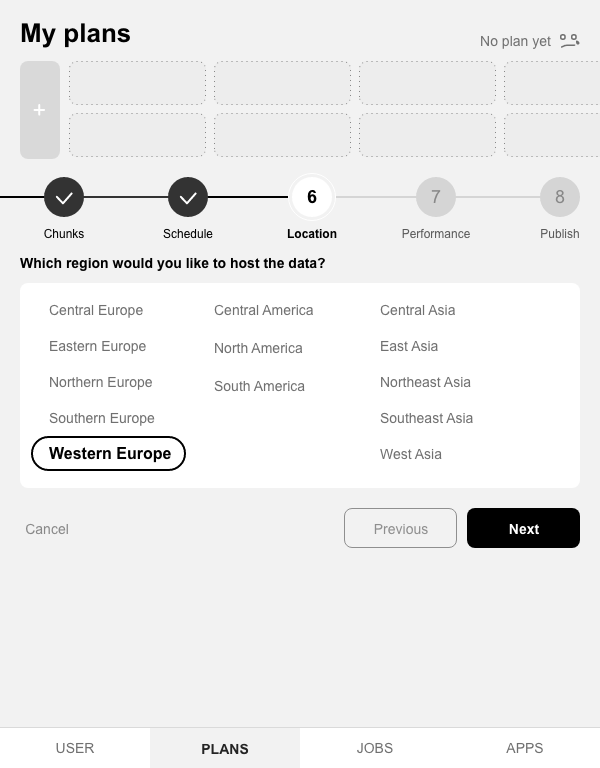 My plans
No plan yet
+
6
7
8
Chunks
Schedule
Location
Performance
Publish
Which region would you like to host the data?
Central Europe
Eastern Europe
Northern Europe
Southern Europe
Western Europe
Central America
North America
South America
Central Asia
East Asia
Northeast Asia
Southeast Asia
West Asia
Cancel
Previous
Next
USER
PLANS
JOBS
APPS